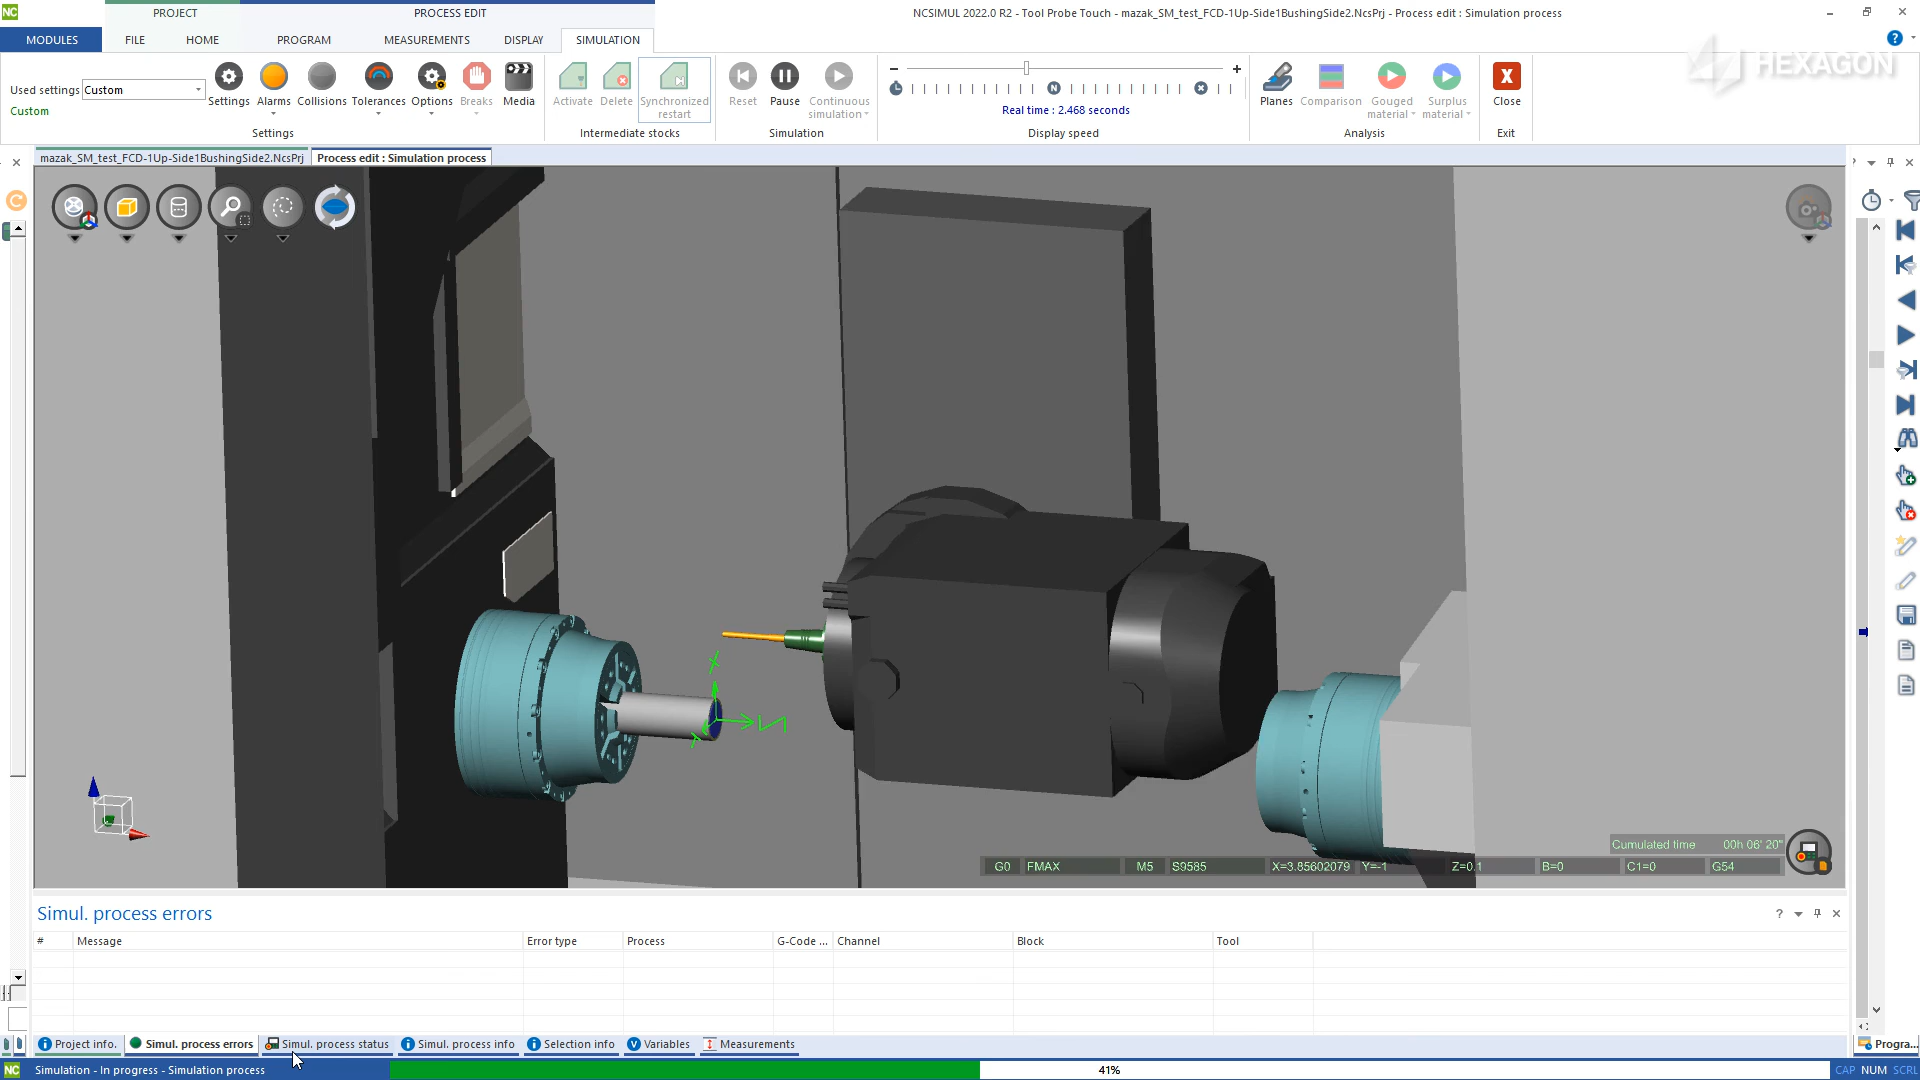 NC
PROJECT
PROCESS EDIT
NCSIMUL 2022.0 R2 - Tool Probe Touch - mazak_SM_test_FCD-1Up-Side1BushingSide2.NcsPrj - Process edit : Simulation process
MODULES
FILE
HOME
PROGRAM
MEASUREMENTS
DISPLAY
SIMULATION
HEXAGON
Used settings
Custom
Custom
Settings
Alarms
Collisions
Tolerances
Options
Breaks
Media
Settings
Activate
Delete
Synchronized restart
Intermediate stocks
Reset
Pause
Continuous simulation
Simulation
N
Real time : 2.468 seconds
Display speed
Planes
Comparison
Gouged material
Surplus material
Analysis
X
Close
Exit
mazak_SM_test_FCD-1Up-Side1BushingSide2.NcsPrj
Process edit : Simulation process
X
Y
Z
Cumulated time 00h 06' 20"
G0 FMAX M5 S9585 X=3.85602079 Y=-1 Z=0.1 B=0 C1=0 G54
Simul. process errors
# Message Error type Process G-Code ... Channel Block Tool
Project info.
Simul. process errors
Simul. process status
Simul. process info
Selection info
Variables
Measurements
Progra...
NC
Simulation - In progress - Simulation process
41%
CAP NUM SCRL